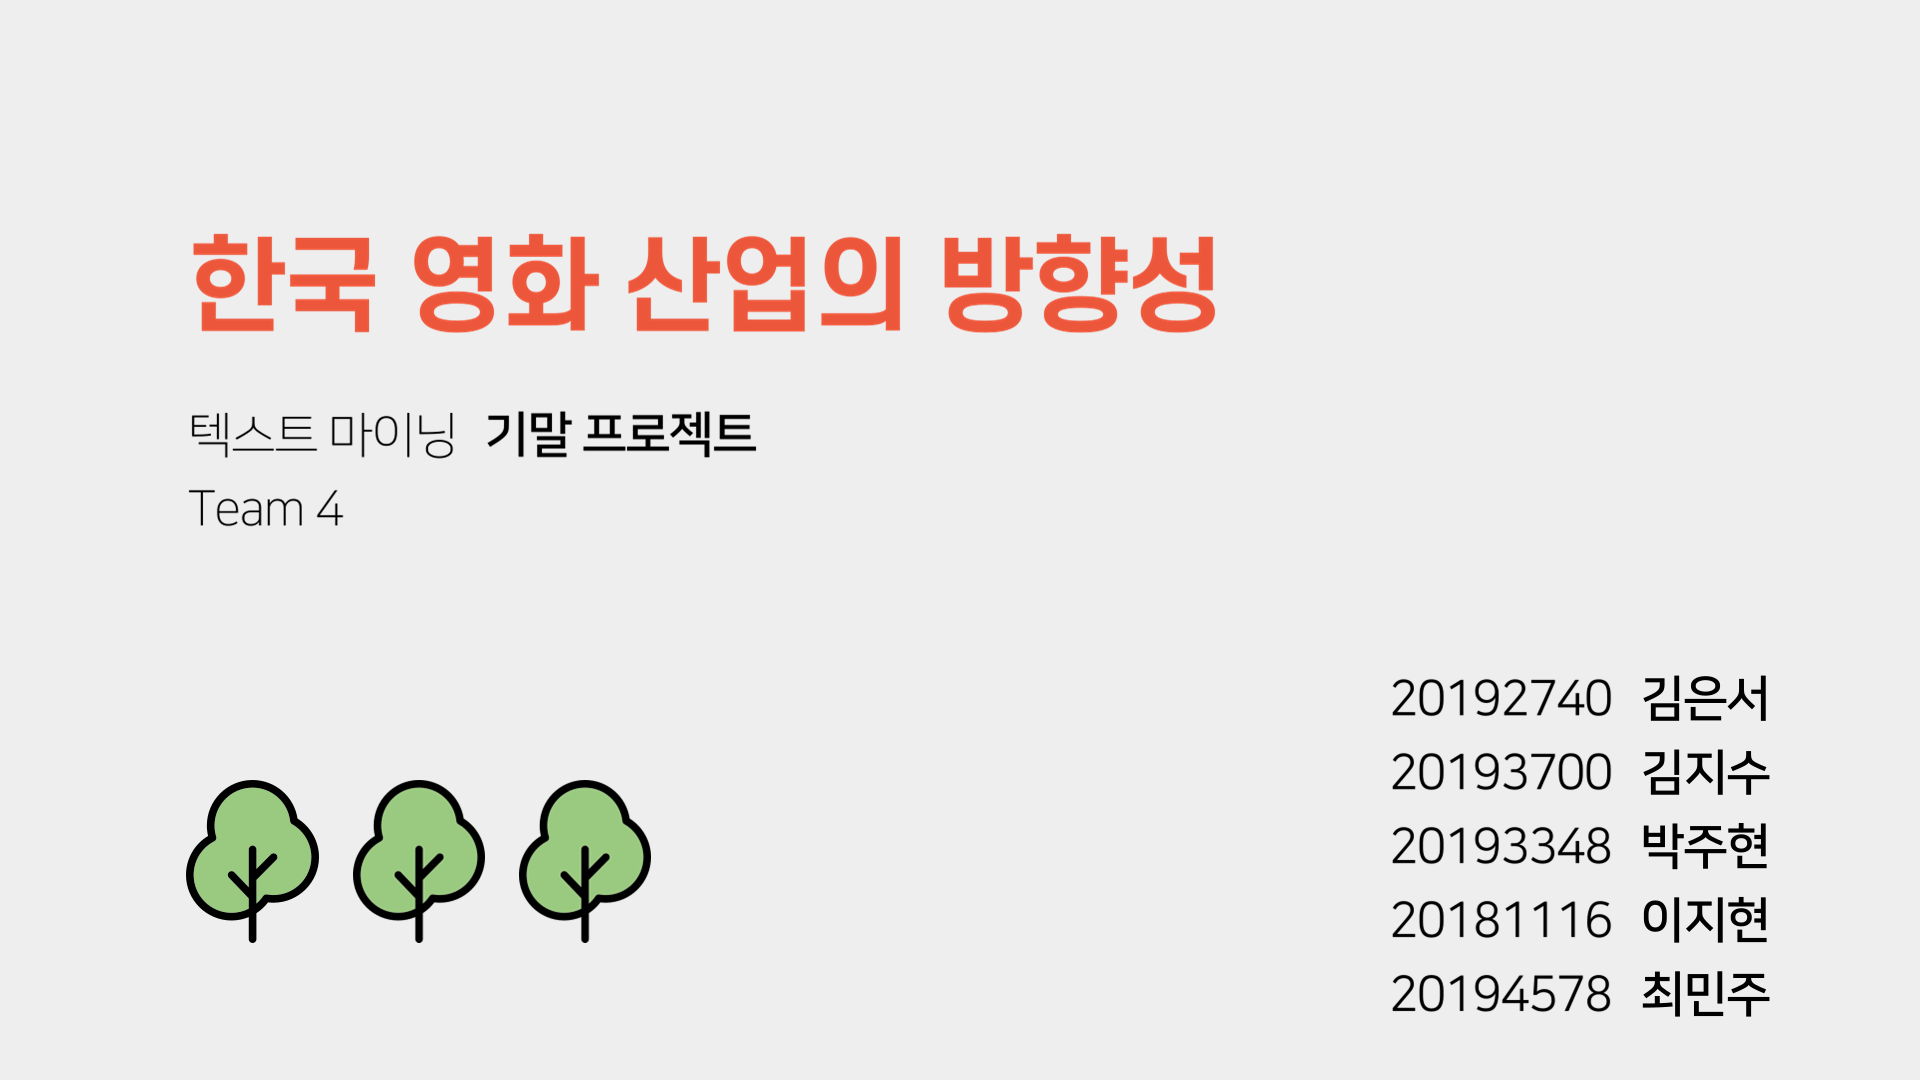 한국 영화 산업의 방향성
텍스트 마이닝 기말 프로젝트
Team 4
20192740 김은서
20193700 김지수
20193348 박주현
20181116 이지현
20194578 최민주